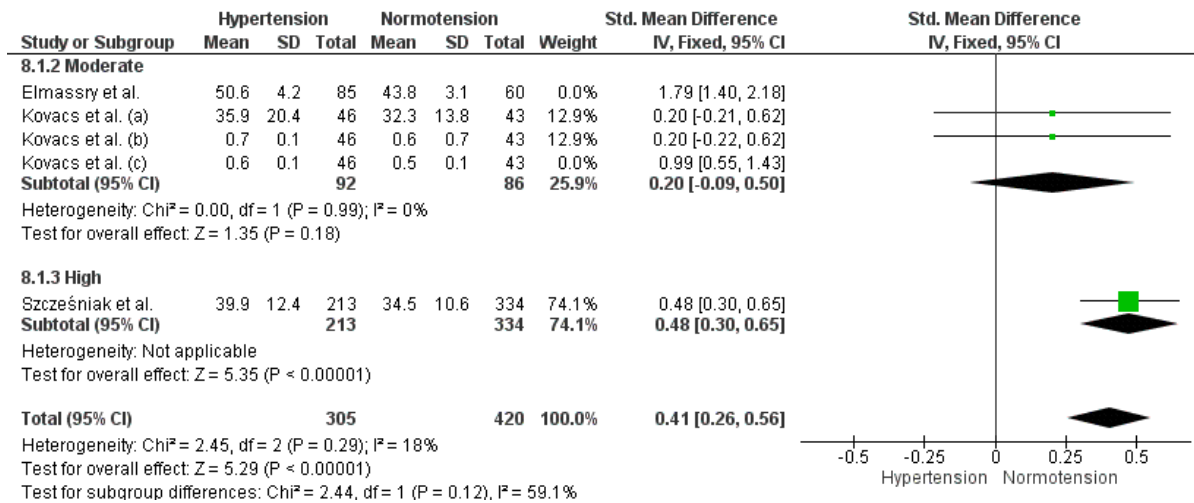 Hypertension Normotension Std. Mean Difference Std. Mean Difference
Study or Subgroup Mean SD Total Mean SD Total Weight IV, Fixed, 95% CI IV, Fixed, 95% CI
8.1.2 Moderate
Elmassry et al. 50.6 4.2 85 43.8 3.1 60 0.0% 1.79 [1.40, 2.18]
Kovacs et al. (a) 35.9 20.4 46 32.3 13.8 43 12.9% 0.20 [-0.21, 0.62]
Kovacs et al. (b) 0.7 0.1 46 0.6 0.7 43 12.9% 0.20 [-0.22, 0.62]
Kovacs et al. (c) 0.6 0.1 46 0.5 0.1 43 0.0% 0.99 [0.55, 1.43]
Subtotal (95% CI) 92 86 25.9% 0.20 [-0.09, 0.50]
Heterogeneity: Chi² = 0.00, df = 1 (P = 0.99); I² = 0%
Test for overall effect: Z = 1.35 (P = 0.18)
8.1.3 High
Szcześniak et al. 39.9 12.4 213 34.5 10.6 334 74.1% 0.48 [0.30, 0.65]
Subtotal (95% CI) 213 334 74.1% 0.48 [0.30, 0.65]
Heterogeneity: Not applicable
Test for overall effect: Z = 5.35 (P < 0.00001)
Total (95% CI) 305 420 100.0% 0.41 [0.26, 0.56]
Heterogeneity: Chi² = 2.45, df = 2 (P = 0.29); I² = 18%
Test for overall effect: Z = 5.29 (P < 0.00001)
Test for subgroup differences: Chi² = 2.44, df = 1 (P = 0.12), I² = 59.1%
-0.5 -0.25 0 0.25 0.5
Hypertension Normotension